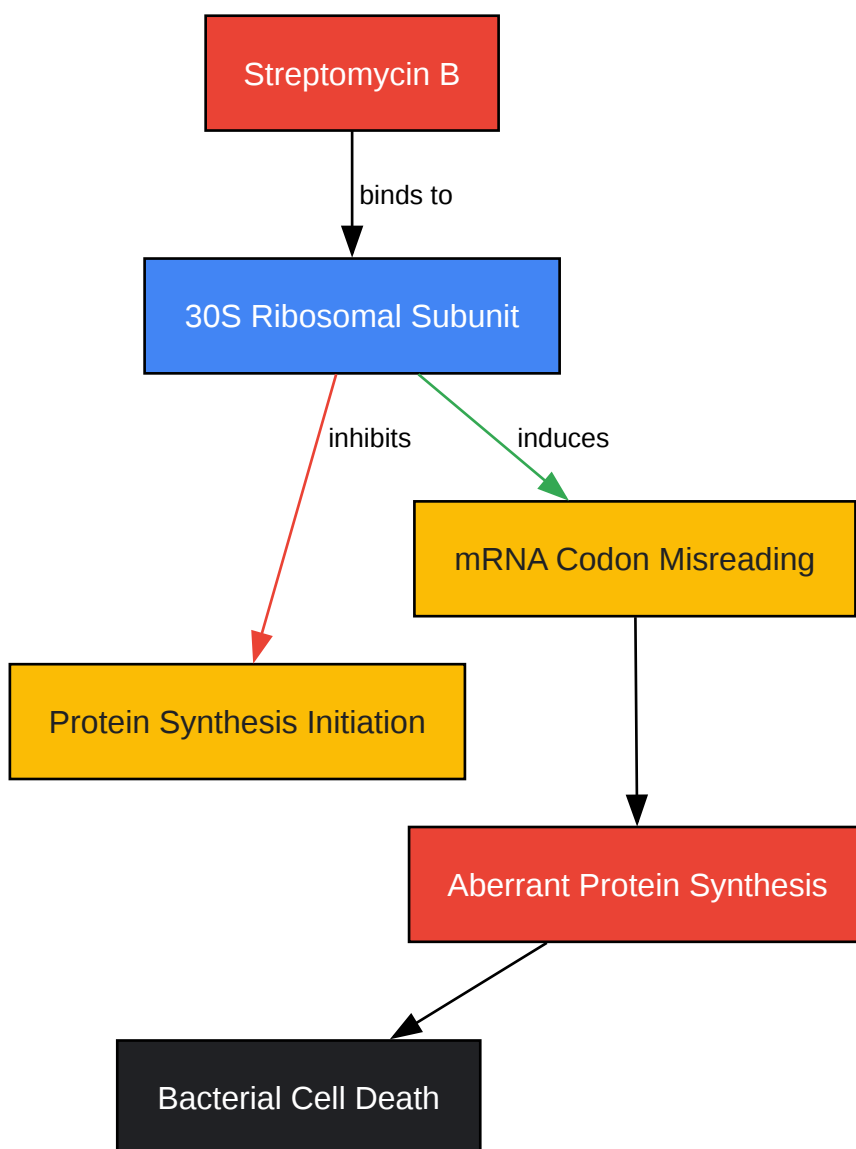 Streptomycin B
binds to
30S Ribosomal Subunit
inhibits
induces
mRNA Codon Misreading
Protein Synthesis Initiation
Aberrant Protein Synthesis
Bacterial Cell Death